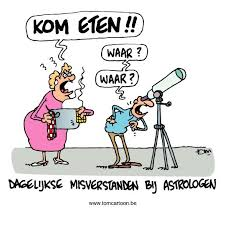 KOM ETEN!!
WAAR?
WAAR?
DAGELIJKSE MISVERSTANDEN BIJ ASTROLOGEN
www.tomcartoon.be